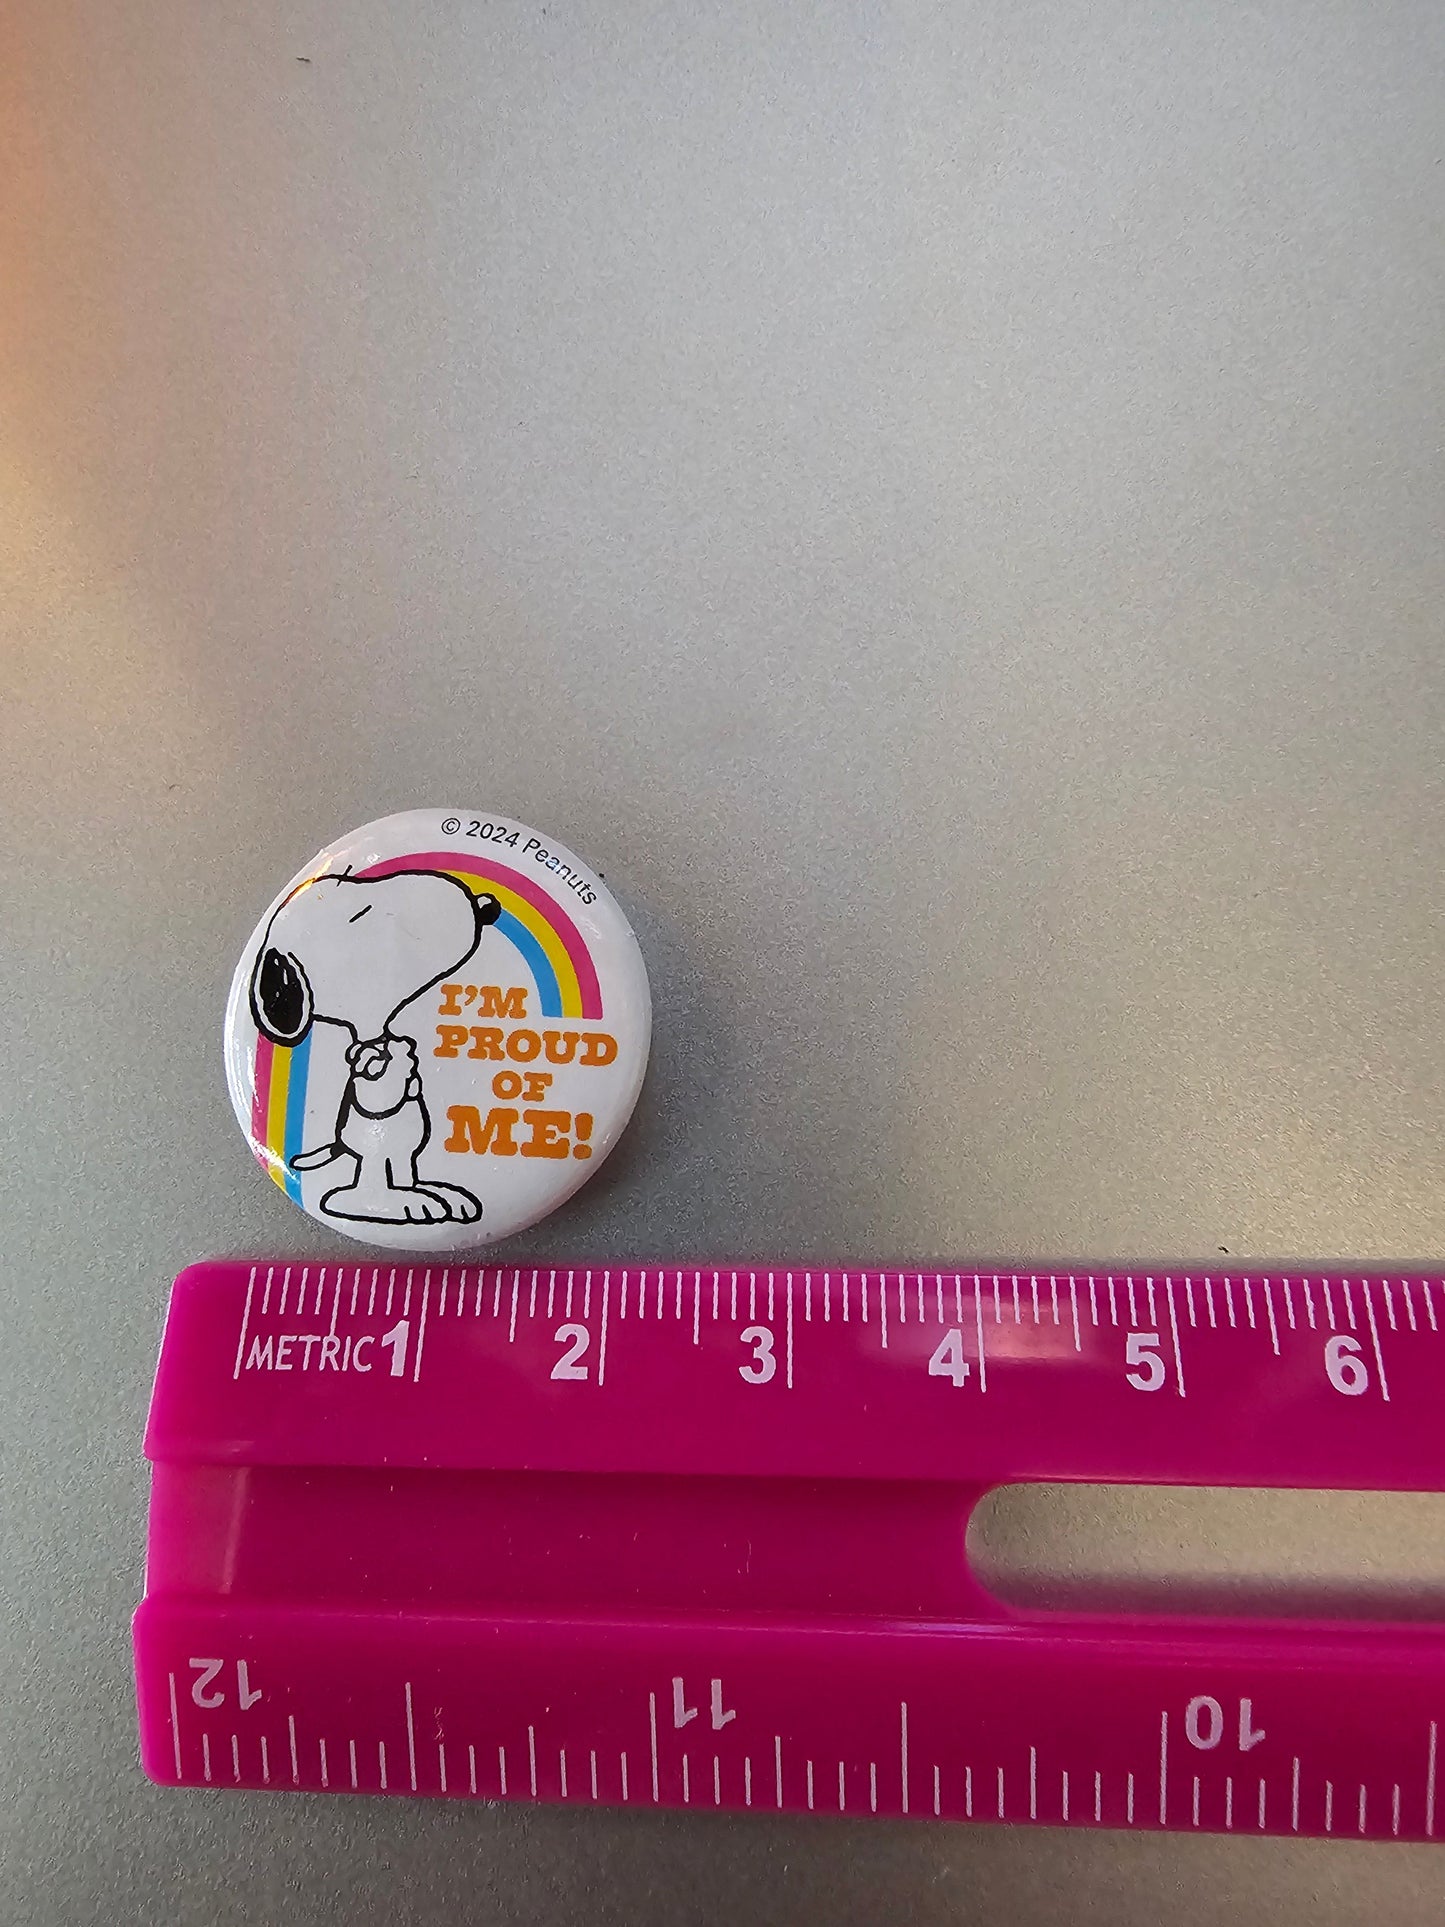 © 2024 Peanuts
I'M
PROUD
OF
ME!
METRIC 1 2 3 4 5 6
12 11 10